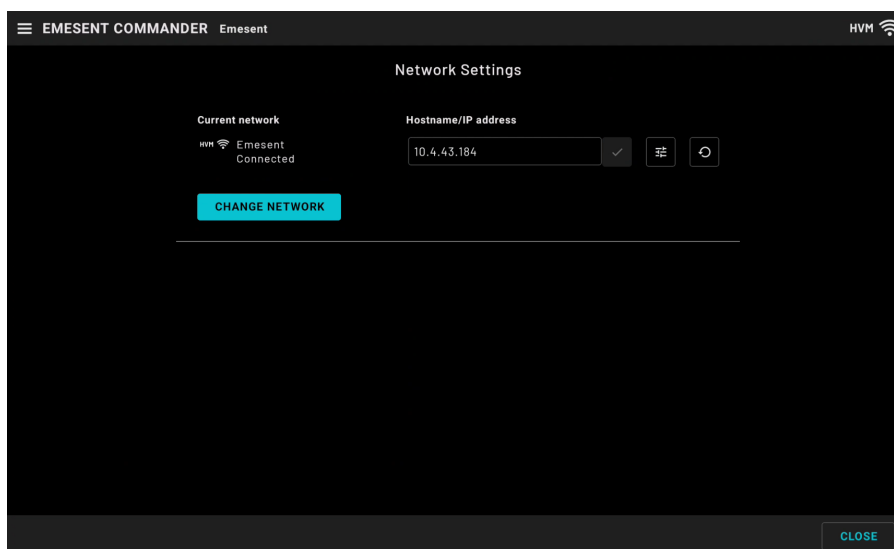 EMESENT COMMANDER Emesent HVM
Network Settings
Current network Hostname/IP address
HVM Emesent
Connected
10.4.43.184
CHANGE NETWORK
CLOSE